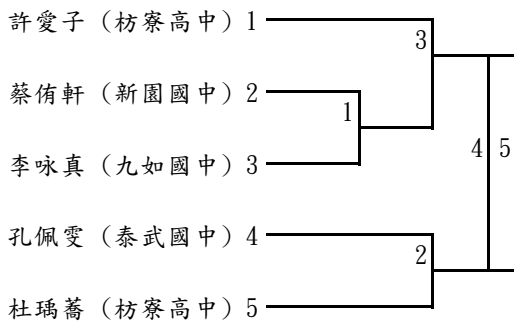 許愛子（枋寮高中）1
3
蔡侑軒（新園國中）2
1
李咏真（九如國中）3
4 5
孔佩雯（泰武國中）4
2
杜瑀蕎（枋寮高中）5